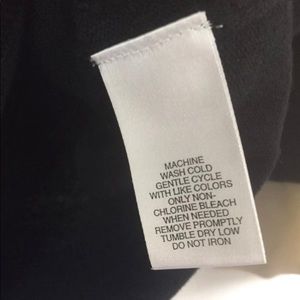 MACHINE
WASH COLD
GENTLE CYCLE
WITH LIKE COLORS
ONLY NON-
CHLORINE BLEACH
WHEN NEEDED
REMOVE PROMPTLY
TUMBLE DRY LOW
DO NOT IRON